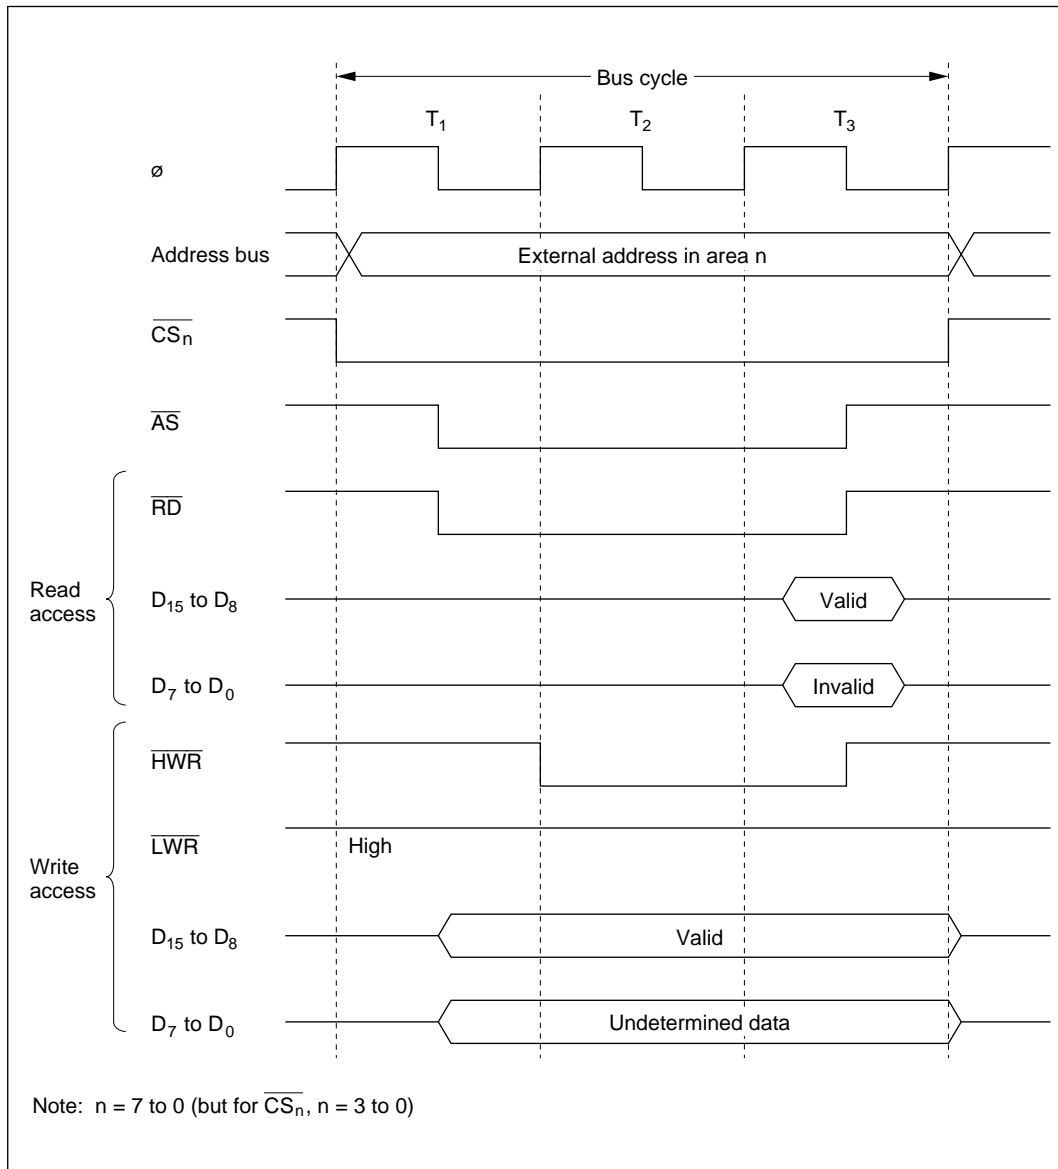 Bus cycle
T1 T2 T3
ø
Address bus External address in area n
CSn
AS
RD
Read
access
D15 to D8 Valid
D7 to D0 Invalid
HWR
LWR High
Write
access
D15 to D8 Valid
D7 to D0 Undetermined data
Note: n = 7 to 0 (but for CSn, n = 3 to 0)